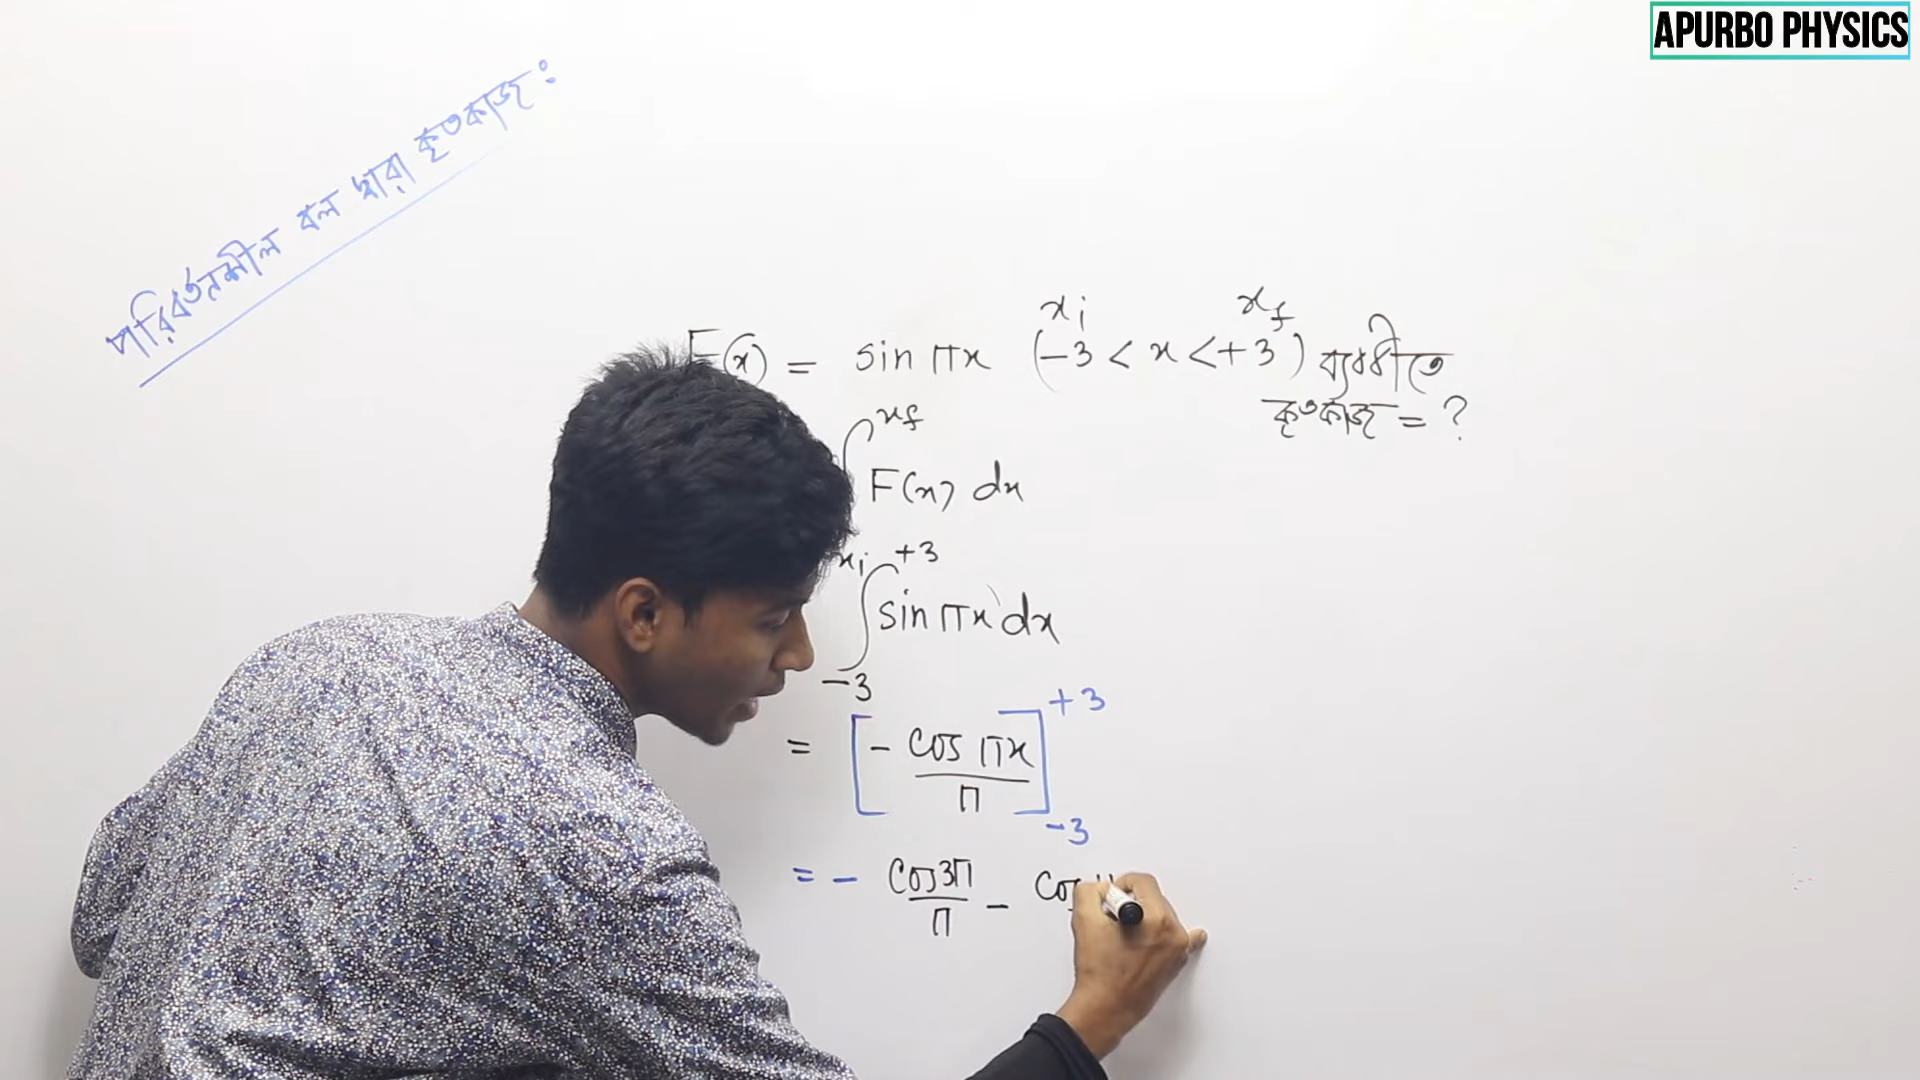 APURBO PHYSICS
পরিবর্তনশীল বল দ্বারা কৃতকাজ :
xi xf
F(x) = sin πx (-3 < x < +3) ব্যবধীতে
কৃতকাজ = ?
∫ xf F(x) dx
xi
∫ +3 sin πx dx
-3
= [ - cos πx / π ] +3 -3
= - cos3π / π - cos